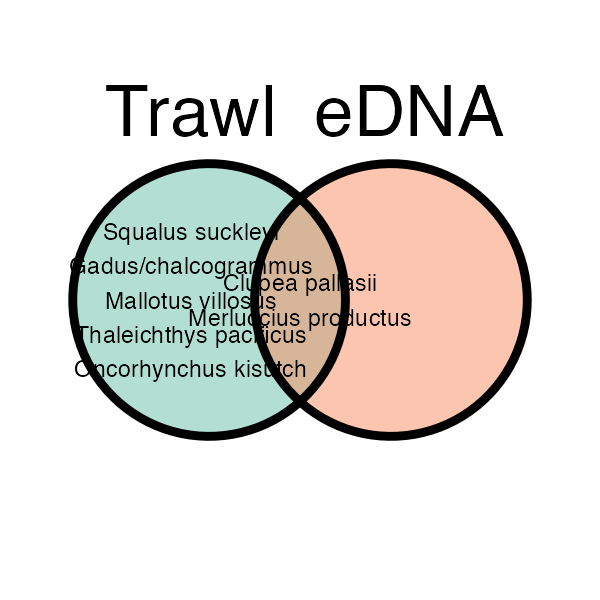 Trawl eDNA
Squalus suckleyi
Gadus/chalcogrammus
Clupea pallasii
Mallotus villosus
Merluccius productus
Thaleichthys pacificus
Oncorhynchus kisutch